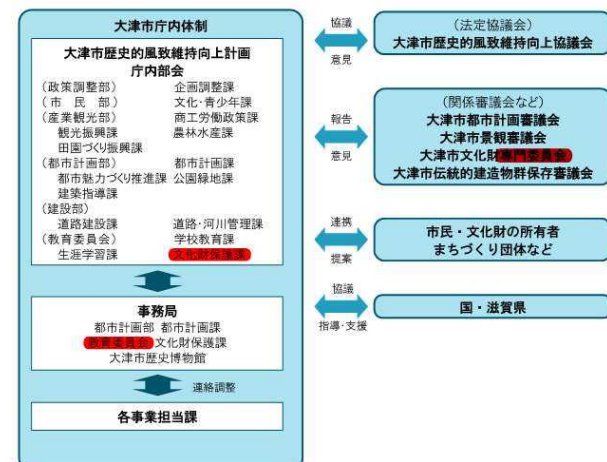 大津市庁内体制
大津市歴史的風致維持向上計画
庁内部会
(政策調整部) 企画調整課
(市 民 部) 文化・青少年課
(産業観光部) 商工労働政策課
観光振興課 農林水産課
田園づくり振興課
(都市計画部) 都市計画課
都市魅力づくり推進課 公園緑地課
建築指導課
(建設部)
道路建設課 道路・河川管理課
(教育委員会) 学校教育課
生涯学習課 文化財保護課
事務局
都市計画部 都市計画課
教育委員会 文化財保護課
大津市歴史博物館
連絡調整
各事業担当課
協議
意見
(法定協議会)
大津市歴史的風致維持向上協議会
報告
意見
(関係審議会など)
大津市都市計画審議会
大津市景観審議会
大津市文化財専門委員会
大津市伝統的建造物群保存審議会
連携
提案
市民・文化財の所有者
まちづくり団体など
協議
指導・支援
国・滋賀県